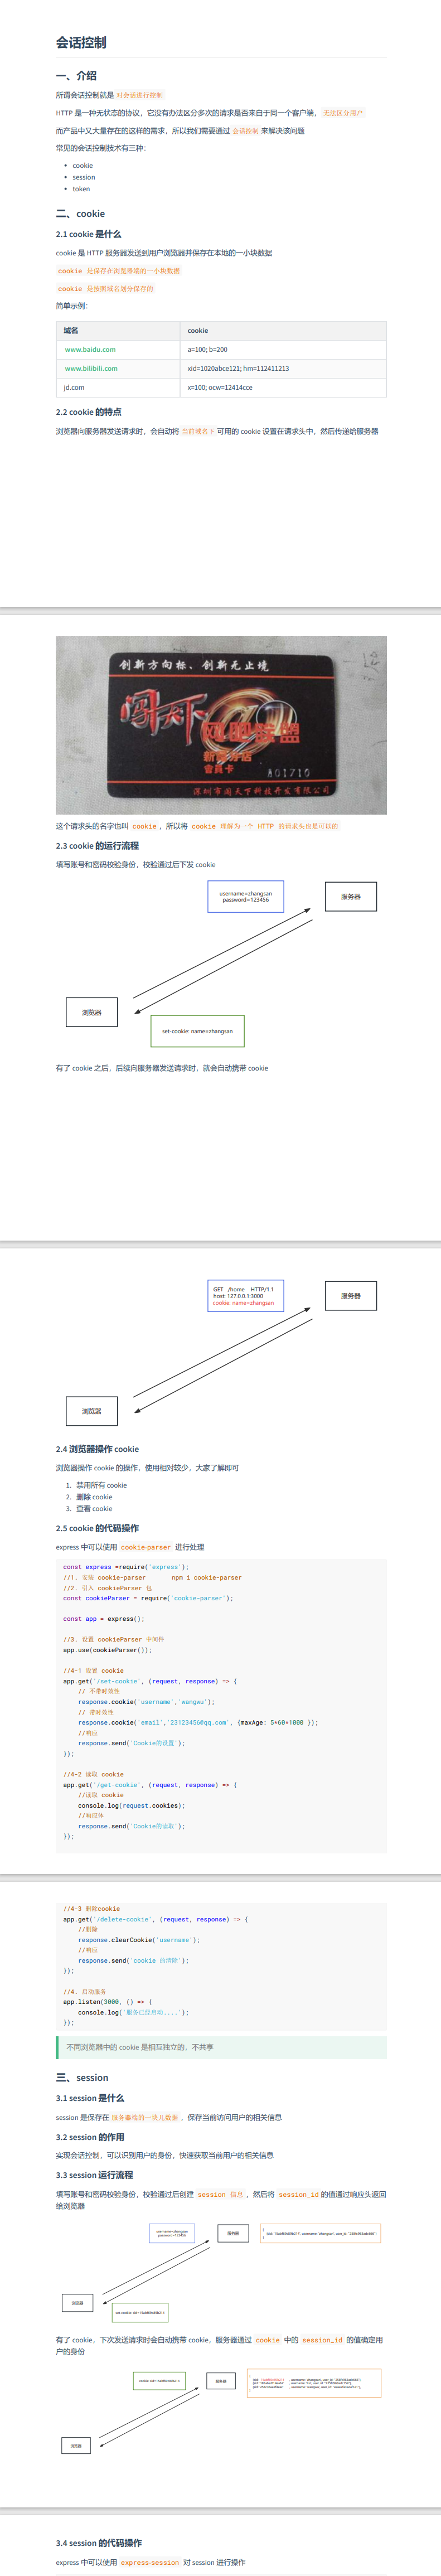 会话控制
一、介绍
所谓会话控制就是 对会话进行控制
HTTP 是一种无状态的协议，它没有办法区分多次的请求是否来自于同一个客户端， 无法区分用户
而产品中又大量存在的这样的需求，所以我们需要通过 会话控制 来解决该问题
常见的会话控制技术有三种：
• cookie
• session
• token
二、cookie
2.1 cookie 是什么
cookie 是 HTTP 服务器发送到用户浏览器并保存在本地的一小块数据
cookie 是保存在浏览器端的一小块数据
cookie 是按照域名划分保存的
简单示例：
域名 cookie
www.baidu.com a=100; b=200
www.bilibili.com xid=1020abce121; hm=112411213
jd.com x=100; ocw=12414cce
2.2 cookie 的特点
浏览器向服务器发送请求时，会自动将 当前域名下 可用的 cookie 设置在请求头中，然后传递给服务器
创新方向标、创新无止境
闯天下
网吧联盟
会员卡
A01710
深圳市闯天下科技开发有限公司
这个请求头的名字也叫 cookie ，所以将 cookie 理解为一个 HTTP 的请求头也是可以的
2.3 cookie 的运行流程
填写账号和密码校验身份，校验通过后下发 cookie
username=zhangsan
password=123456
服务器
浏览器
set-cookie: name=zhangsan
有了 cookie 之后，后续向服务器发送请求时，就会自动携带 cookie
GET /home HTTP/1.1
host: 127.0.0.1:3000
cookie: name=zhangsan
服务器
浏览器
2.4 浏览器操作 cookie
浏览器操作 cookie 的操作，使用相对较少，大家了解即可
1. 禁用所有 cookie
2. 删除 cookie
3. 查看 cookie
2.5 cookie 的代码操作
express 中可以使用 cookie-parser 进行处理
const express =require('express');
//1. 安装 cookie-parser npm i cookie-parser
//2. 引入 cookieParser 包
const cookieParser = require('cookie-parser');
const app = express();
//3. 设置 cookieParser 中间件
app.use(cookieParser());
//4-1 设置 cookie
app.get('/set-cookie', (request, response) => {
// 不带时效性
response.cookie('username','wangwu');
// 带时效性
response.cookie('email','23123456@qq.com', {maxAge: 5*60*1000 });
//响应
response.send('Cookie的设置');
});
//4-2 读取 cookie
app.get('/get-cookie', (request, response) => {
//读取 cookie
console.log(request.cookies);
//响应体
response.send('Cookie的读取');
});
//4-3 删除cookie
app.get('/delete-cookie', (request, response) => {
//删除
response.clearCookie('username');
//响应
response.send('cookie 的清除');
});
//4. 启动服务
app.listen(3000, () => {
console.log('服务已经启动....');
});
不同浏览器中的 cookie 是相互独立的，不共享
三、session
3.1 session 是什么
session 是保存在 服务器端的一块儿数据 ，保存当前访问用户的相关信息
3.2 session 的作用
实现会话控制，可以识别用户的身份，快速获取当前用户的相关信息
3.3 session 运行流程
填写账号和密码校验身份，校验通过后创建 session 信息 ，然后将 session_id 的值通过响应头返回
给浏览器
username=zhangsan
password=123456
服务器
浏览器
有了 cookie，下次发送请求时会自动携带 cookie，服务器通过 cookie 中的 session_id 的值确定用
户的身份
服务器
浏览器
3.4 session 的代码操作
express 中可以使用 express-session 对 session 进行操作